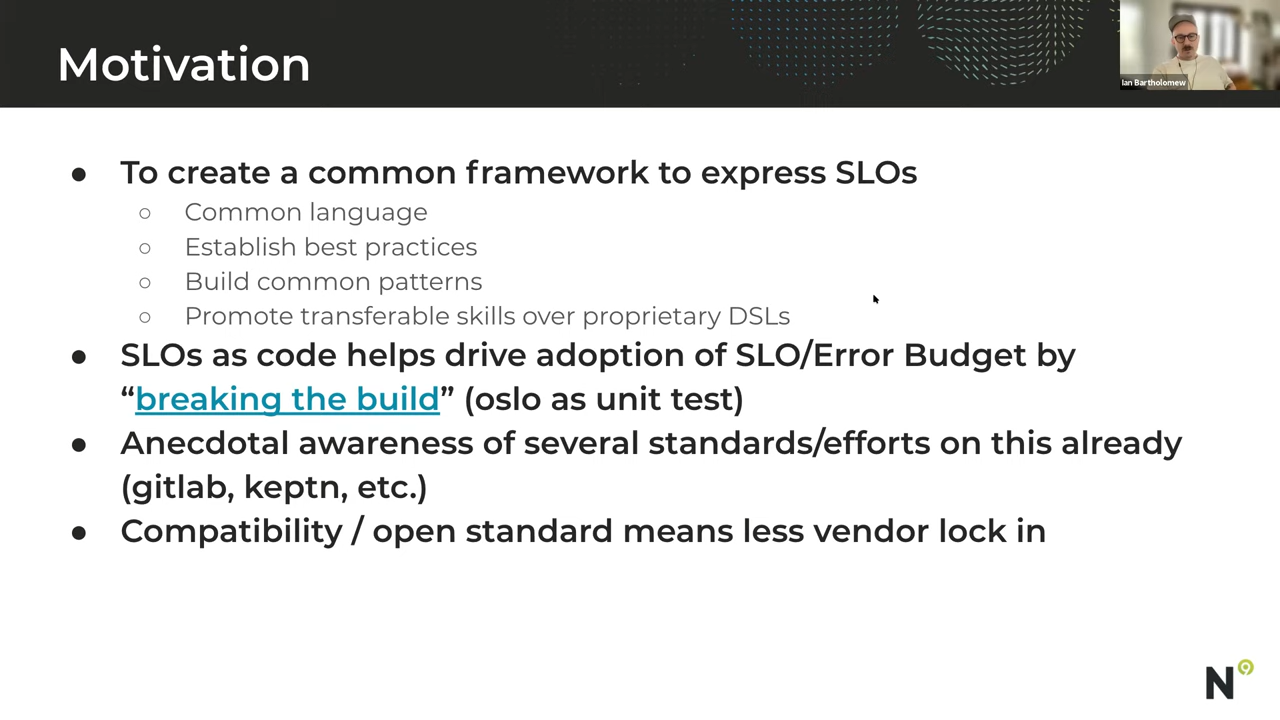 Motivation
Ian Bartholomew
● To create a common framework to express SLOs
○ Common language
○ Establish best practices
○ Build common patterns
○ Promote transferable skills over proprietary DSLs
● SLOs as code helps drive adoption of SLO/Error Budget by
“breaking the build” (oslo as unit test)
● Anecdotal awareness of several standards/efforts on this already
(gitlab, keptn, etc.)
● Compatibility / open standard means less vendor lock in
N9